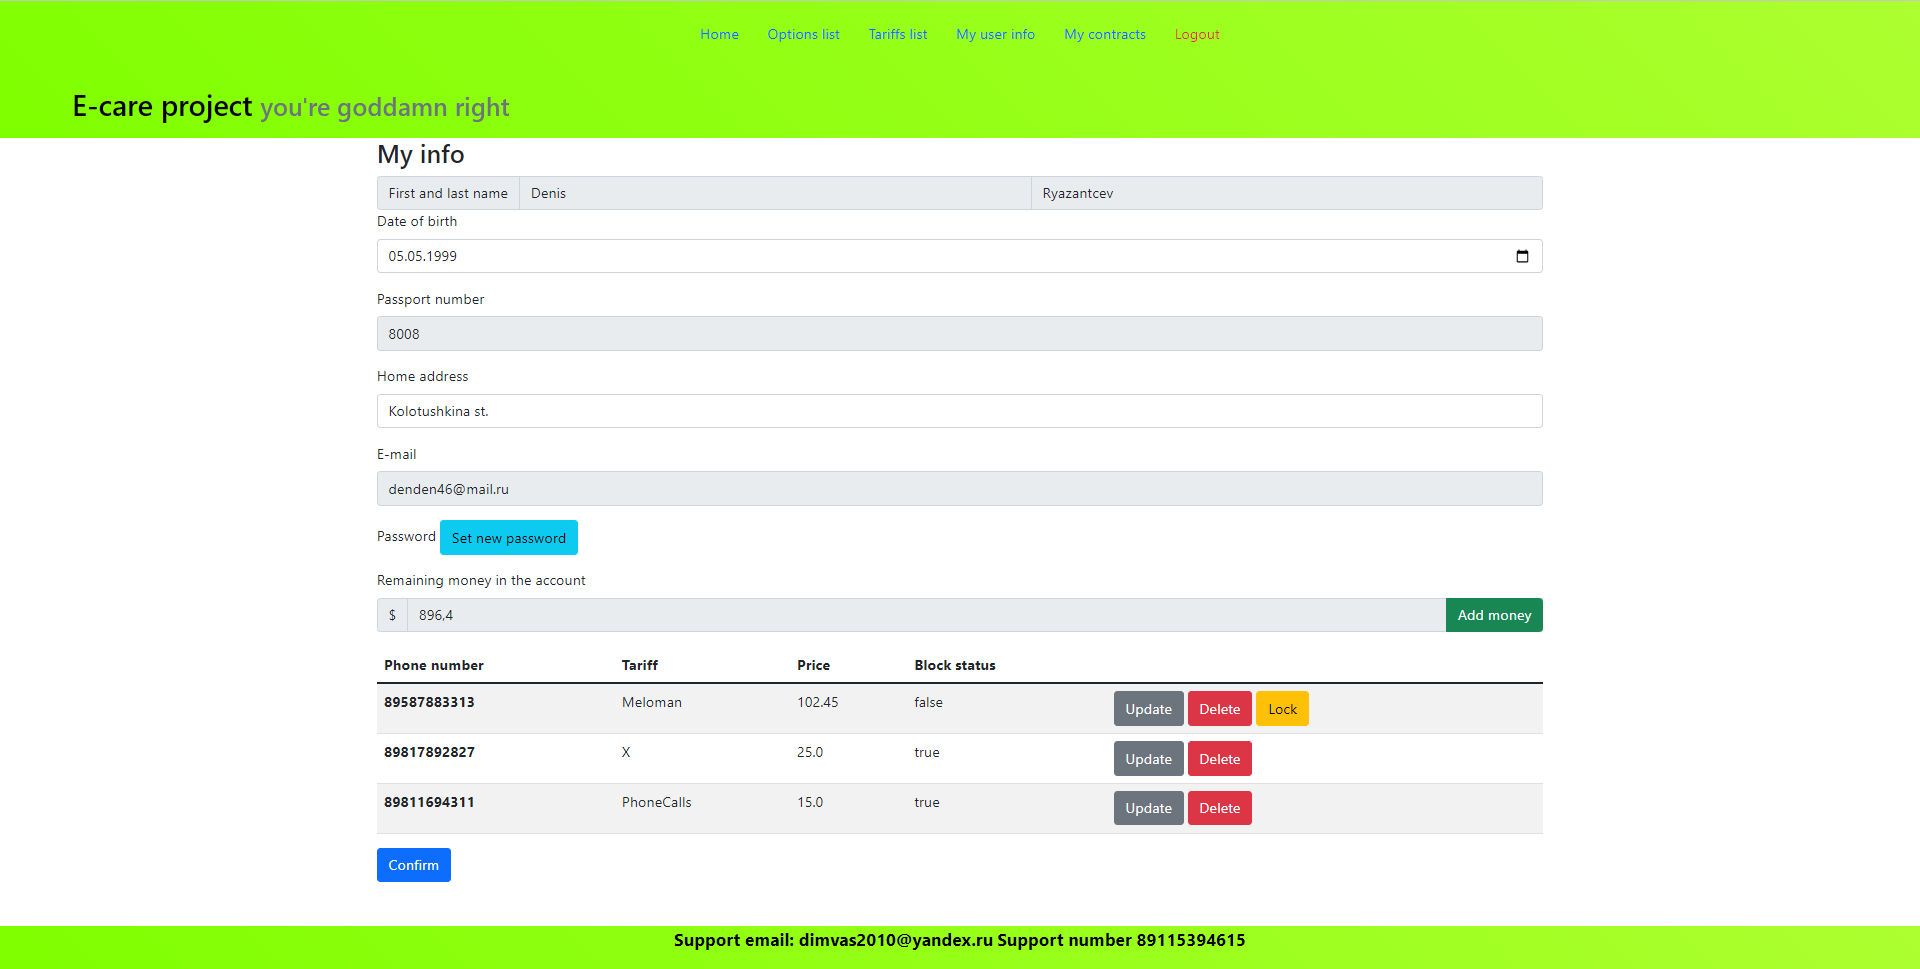 Home Options list Tariffs list My user info My contracts Logout
E-care project you're goddamn right
My info
First and last name Denis Ryazantcev
Date of birth
05.05.1999
Passport number
8008
Home address
Kolotushkina st.
E-mail
denden46@mail.ru
Password Set new password
Remaining money in the account
$ 896,4 Add money
Phone number Tariff Price Block status
89587883313 Meloman 102.45 false Update Delete Lock
89817892827 X 25.0 true Update Delete
89811694311 PhoneCalls 15.0 true Update Delete
Confirm
Support email: dimvas2010@yandex.ru Support number 89115394615